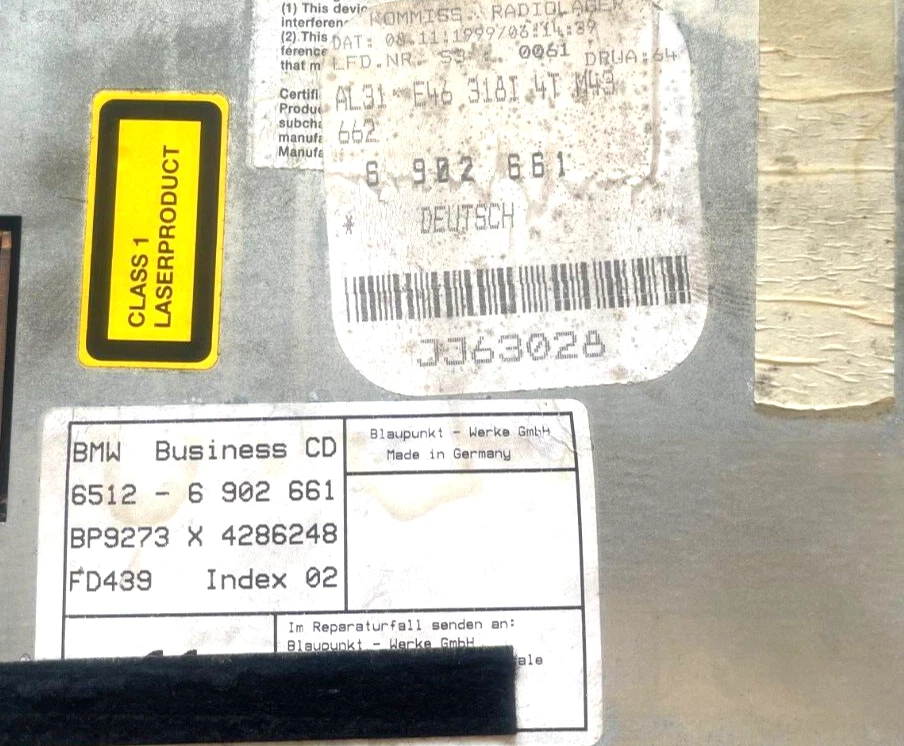 (1) This devic
interferen
(2) This
ference
that m
Certifi
Produ
subcha
manufa
Manufa
KOMMISS. RADIOLAGER
DAT: 08.11.1999/06:14:39
LFD.NR. 0061 DRUA:64
AL31 E46 318I 4T M43
662
6 902 661
* DEUTSCH
JJ63028
CLASS 1
LASERPRODUCT
BMW Business CD
6512 - 6 902 661
BP9273 X 4286248
FD439 Index 02
Blaupunkt - Werke GmbH
Made in Germany
Im Reparaturfall senden an:
Blaupunkt - Werke GmbH
ale